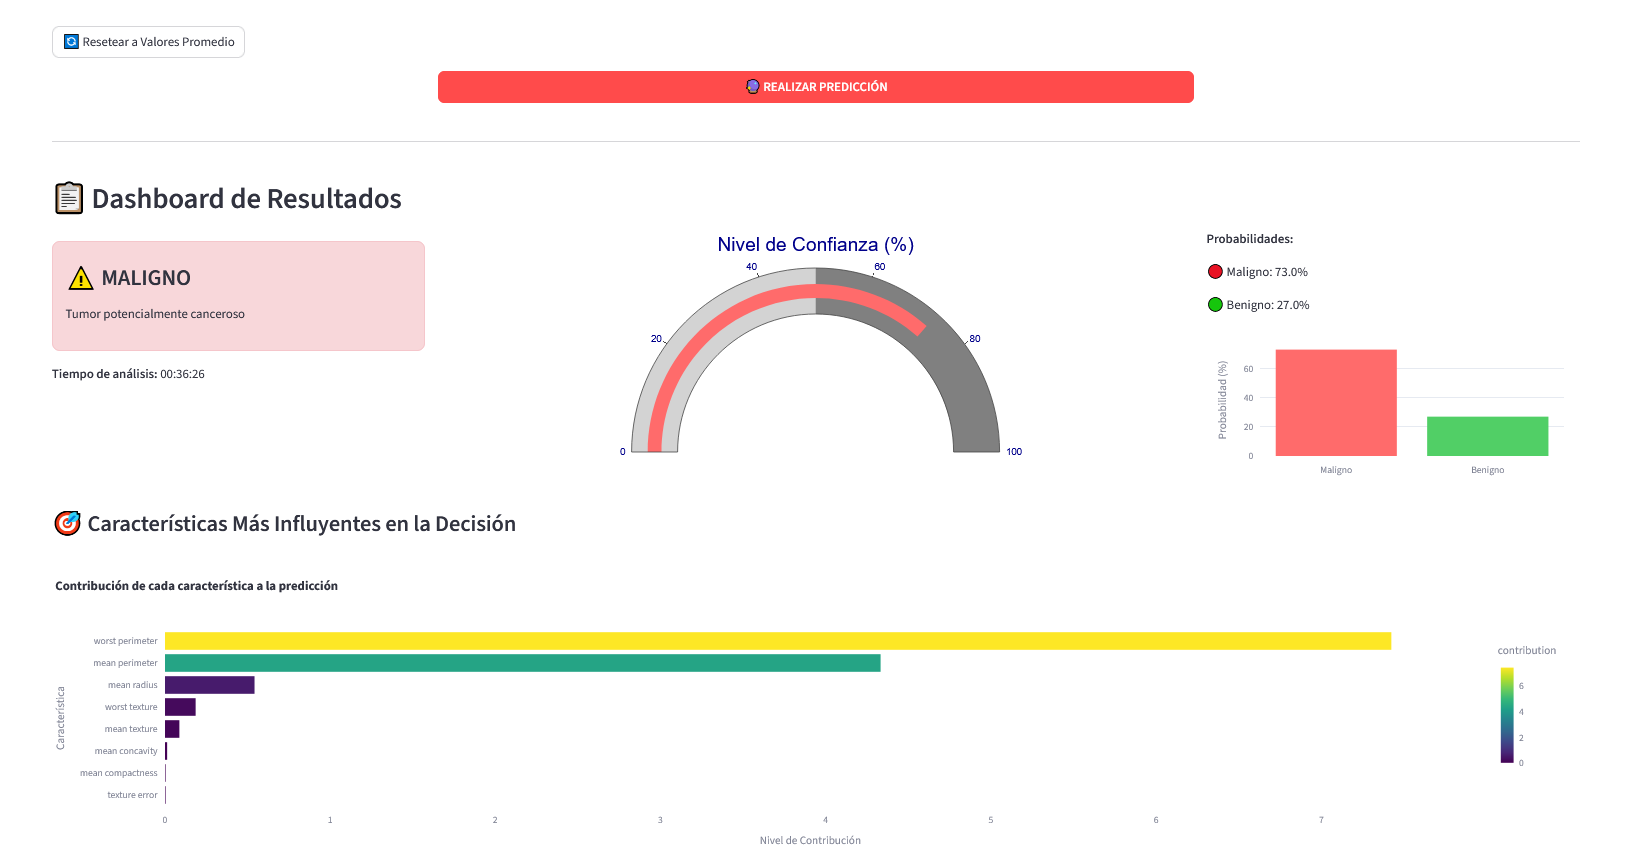 Resetear a Valores Promedio
REALIZAR PREDICCIÓN
Dashboard de Resultados
MALIGNO
Tumor potencialmente canceroso
Tiempo de análisis: 00:36:26
Nivel de Confianza (%)
0
20
40
60
80
100
Probabilidades:
Maligno: 73.0%
Benigno: 27.0%
Probabilidad (%)
60
40
20
0
Maligno
Benigno
Características Más Influyentes en la Decisión
Contribución de cada característica a la predicción
Característica
worst perimeter
mean perimeter
mean radius
worst texture
mean texture
mean concavity
mean compactness
texture error
0 1 2 3 4 5 6 7
Nivel de Contribución
contribution
6
4
2
0